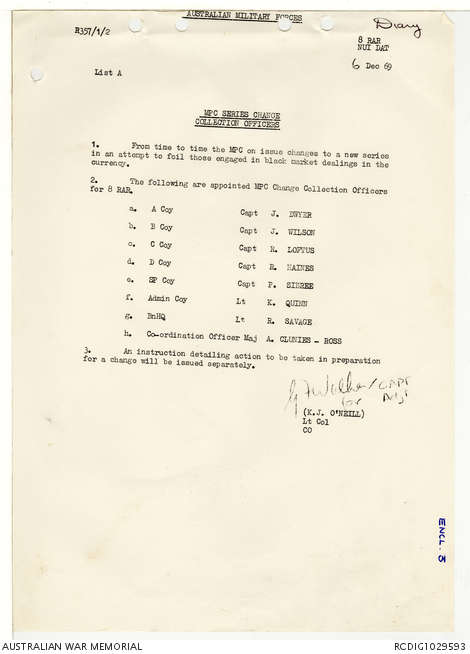 AUSTRALIAN MILITARY FORCES
Diary
R357/1/2
8 RAR
NUI DAT
6 Dec 69
List A
MPC SERIES CHANGE
COLLECTION OFFICERS
1. From time to time the MPC on issue changes to a new series
in an attempt to foil those engaged in black market dealings in the
currency.
2. The following are appointed MPC Change Collection Officers
for 8 RAR.
a. A Coy Capt J. DWYER
b. B Coy Capt J. WILSON
c. C Coy Capt R. LOFTUS
d. D Coy Capt R. HAINES
e. SP Coy Capt P. SIBREE
f. Admin Coy Lt K. QUINN
g. BnHQ Lt R. SAVAGE
h. Co-ordination Officer Maj A. CLUNIES - ROSS
3. An instruction detailing action to be taken in preparation
for a change will be issued separately.
CAPT
for Adjt
(K.J. O'NEILL)
Lt Col
CO
ENCL. 3
AUSTRALIAN WAR MEMORIAL
RCDIG1029593